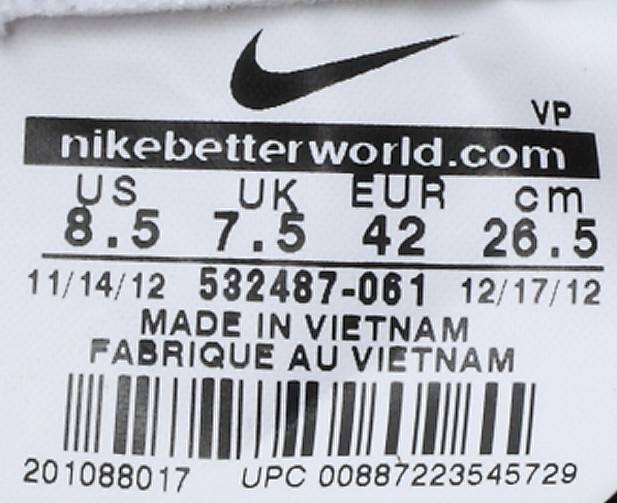 VP
nikebetterworld.com
US UK EUR cm
8.5 7.5 42 26.5
11/14/12 532487-061 12/17/12
MADE IN VIETNAM
FABRIQUE AU VIETNAM
201088017 UPC 00887223545729